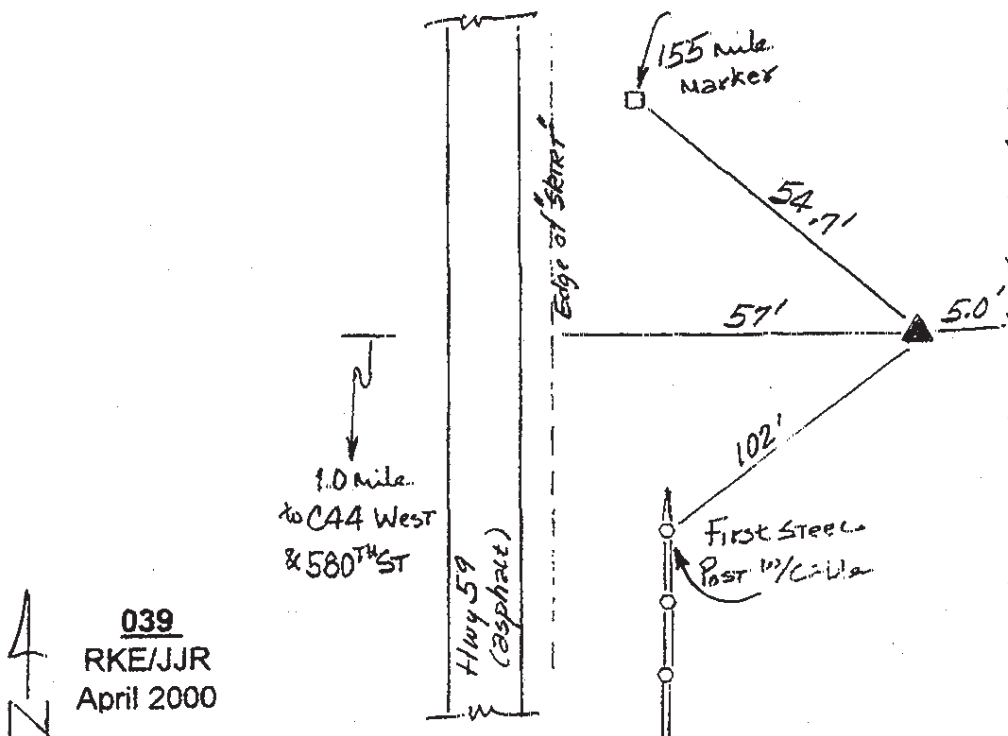 155 Mile
Marker
Edge of "SKIRT"
54.7'
57'
5.0'
102'
1.0 Mile
to C44 West
& 580TH ST
Hwy 59
(asphalt)
First Steel
Post w/Cable
N
039
RKE/JJR
April 2000